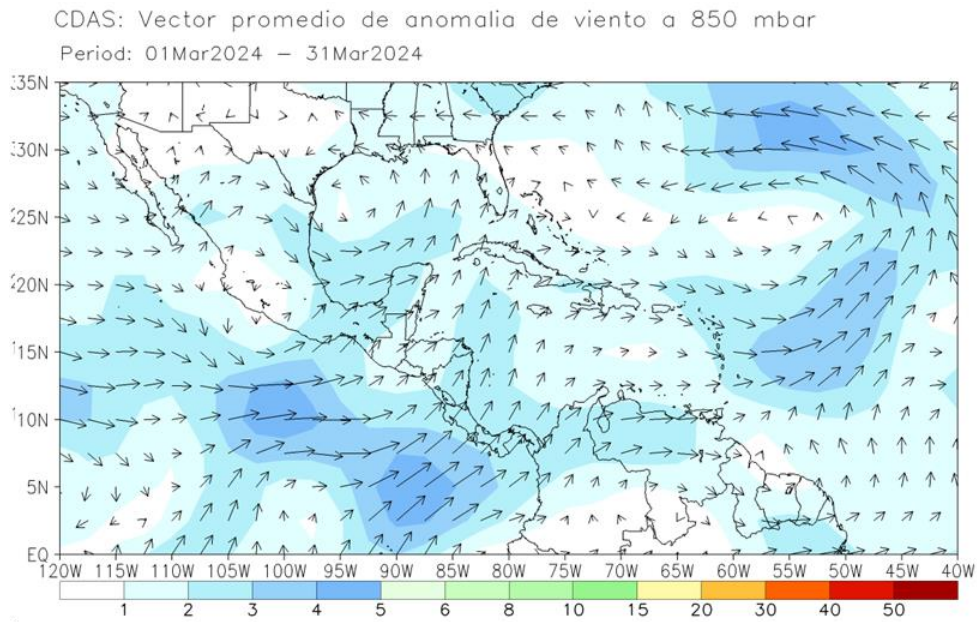 CDAS: Vector promedio de anomalia de viento a 850 mbar
Period: 01Mar2024 – 31Mar2024
35N
30N
25N
20N
15N
10N
5N
EQ
120W 115W 110W 105W 100W 95W 90W 85W 80W 75W 70W 65W 60W 55W 50W 45W 40W
1 2 3 4 5 6 8 10 15 20 30 40 50